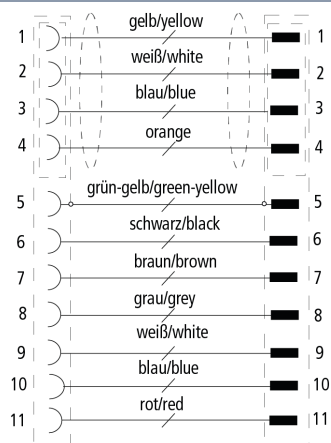 gelb/yellow
1 1
weiß/white
2 2
blau/blue
3 3
orange
4 4
grün-gelb/green-yellow
5 5
schwarz/black
6 6
braun/brown
7 7
grau/grey
8 8
weiß/white
9 9
blau/blue
10 10
rot/red
11 11